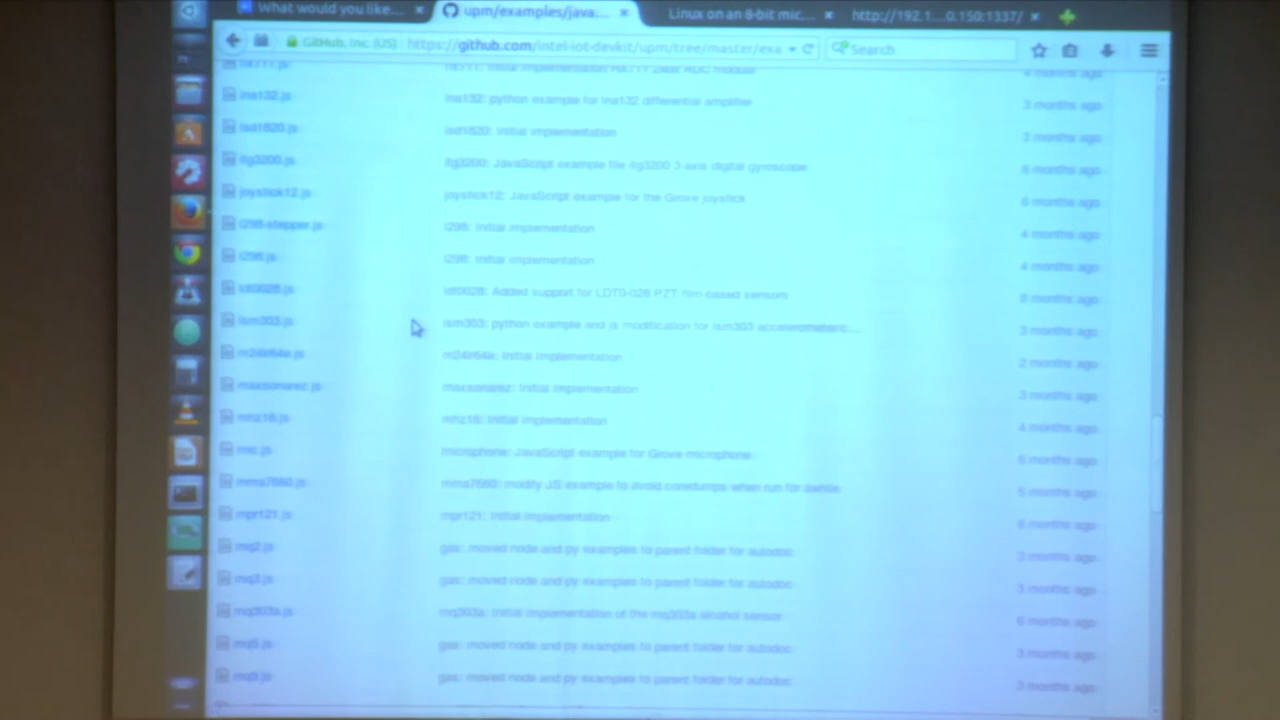 What would you like... × upm/examples/java:... × Linux on an 8-bit mic... × http://192.1....0.150:1337/ ×
GitHub, Inc. (US) https://github.com/intel-iot-devkit/upm/tree/master/exa Search
4 months ago
ina132.js ina132: python example for ina132 differential amplifier 3 months ago
isd1820.js isd1820: Initial implementation 3 months ago
itg3200.js itg3200: JavaScript example file itg3200 3-axis digital gyroscope 6 months ago
joystick12.js joystick12: JavaScript example for the Grove joystick 6 months ago
l298-stepper.js l298: Initial implementation 4 months ago
l298.js l298: Initial implementation 4 months ago
ldt0028.js ldt0028: Added support for LDT0-028 PZT film-based sensors months ago
lsm303.js lsm303: python example and js modification for lsm303 accelerometer/c... 3 months ago
m24lr64e.js m24lr64e: Initial Implementation 2 months ago
maxsonarez.js maxsonarez: Initial implementation 3 months ago
mhz16.js mhz16: Initial implementation 4 months ago
mic.js microphone: JavaScript example for Grove microphone 6 months ago
mma7660.js mma7660: modify JS example to avoid coredumps when run for awhile 5 months ago
mpr121.js mpr121: Initial implementation 6 months ago
mq2.js gas: moved node and py examples to parent folder for autodoc 3 months ago
mq3.js gas: moved node and py examples to parent folder for autodoc 3 months ago
mq303a.js mq303a: Initial implementation of the mq303a alcohol sensor 6 months ago
mq5.js gas: moved node and py examples to parent folder for autodoc 3 months ago
mq9.js gas: moved node and py examples to parent folder for autodoc 3 months ago